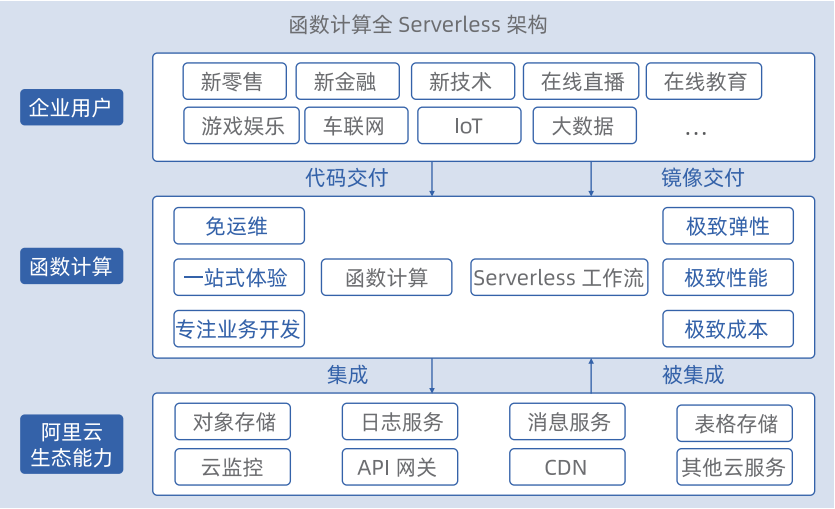 函数计算全 Serverless 架构
企业用户
新零售
新金融
新技术
在线直播
在线教育
游戏娱乐
车联网
IoT
大数据
...
代码交付
镜像交付
函数计算
免运维
极致弹性
一站式体验
函数计算
Serverless 工作流
极致性能
专注业务开发
极致成本
集成
被集成
阿里云
生态能力
对象存储
日志服务
消息服务
表格存储
云监控
API 网关
CDN
其他云服务